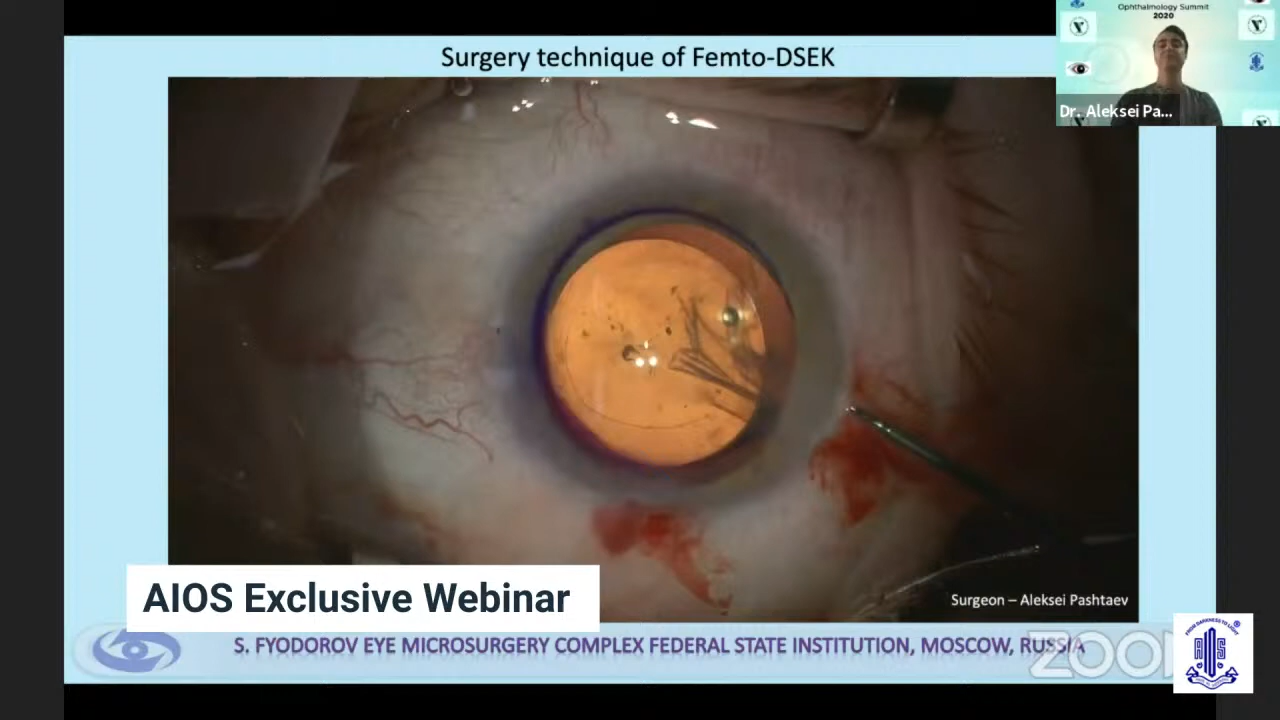 Surgery technique of Femto-DSEK
Ophthalmology Summit
2020
Dr. Aleksei Pa...
Surgeon – Aleksei Pashtaev
AIOS Exclusive Webinar
S. FYODOROV EYE MICROSURGERY COMPLEX FEDERAL STATE INSTITUTION, MOSCOW, RUSSIA
zoom